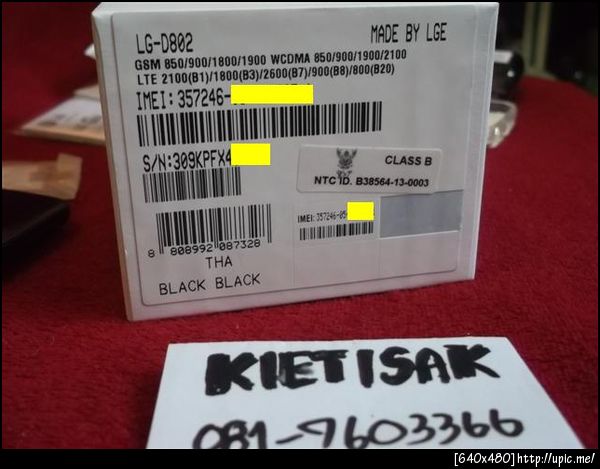 LG-D802
MADE BY LGE
GSM 850/900/1800/1900 WCDMA 850/900/1900/2100
LTE 2100(B1)/1800(B3)/2600(B7)/900(B8)/800(B20)
IMEI: 357246-
S/N:309KPFX4
CLASS B
NTC ID. B38564-13-0003
IMEI: 357246-05
8 808992 087328
THA
BLACK BLACK
KIETISAK
081-7603366
[640x480]http://upic.me/